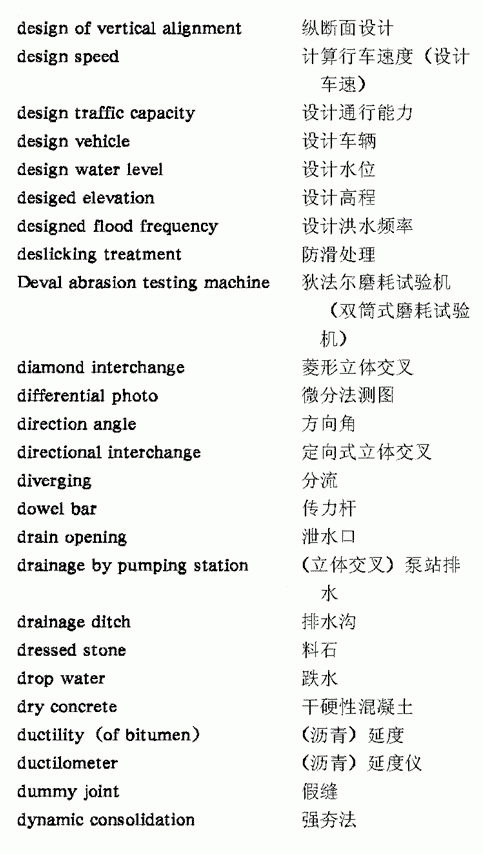 design of vertical alignment 纵断面设计
design speed 计算行车速度（设计
车速）
design traffic capacity 设计通行能力
design vehicle 设计车辆
design water level 设计水位
desiged elevation 设计高程
designed flood frequency 设计洪水频率
deslicking treatment 防滑处理
Deval abrasion testing machine 狄法尔磨耗试验机
（双筒式磨耗试验
机）
diamond interchange 菱形立体交叉
differential photo 微分法测图
direction angle 方向角
directional interchange 定向式立体交叉
diverging 分流
dowel bar 传力杆
drain opening 泄水口
drainage by pumping station （立体交叉）泵站排
水
drainage ditch 排水沟
dressed stone 料石
drop water 跌水
dry concrete 干硬性混凝土
ductility（of bitumen） （沥青）延度
ductilometer （沥青）延度仪
dummy joint 假缝
dynamic consolidation 强夯法